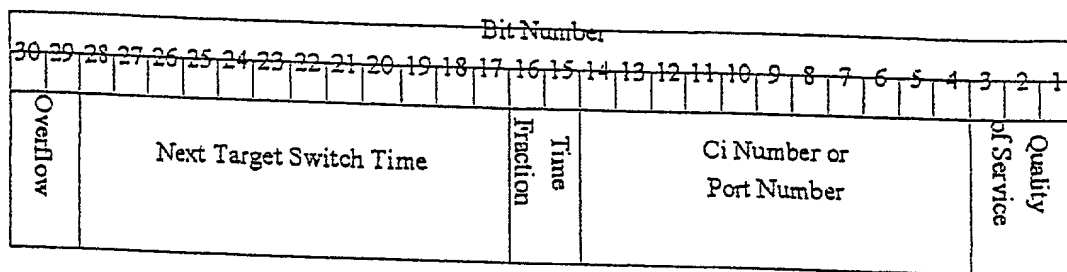 Bit Number
30 29 28 27 26 25 24 23 22 21 20 19 18 17 16 15 14 13 12 11 10 9 8 7 6 5 4 3 2 1
Overflow
Next Target Switch Time
Time
Fraction
Ci Number or
Port Number
Quality
of Service